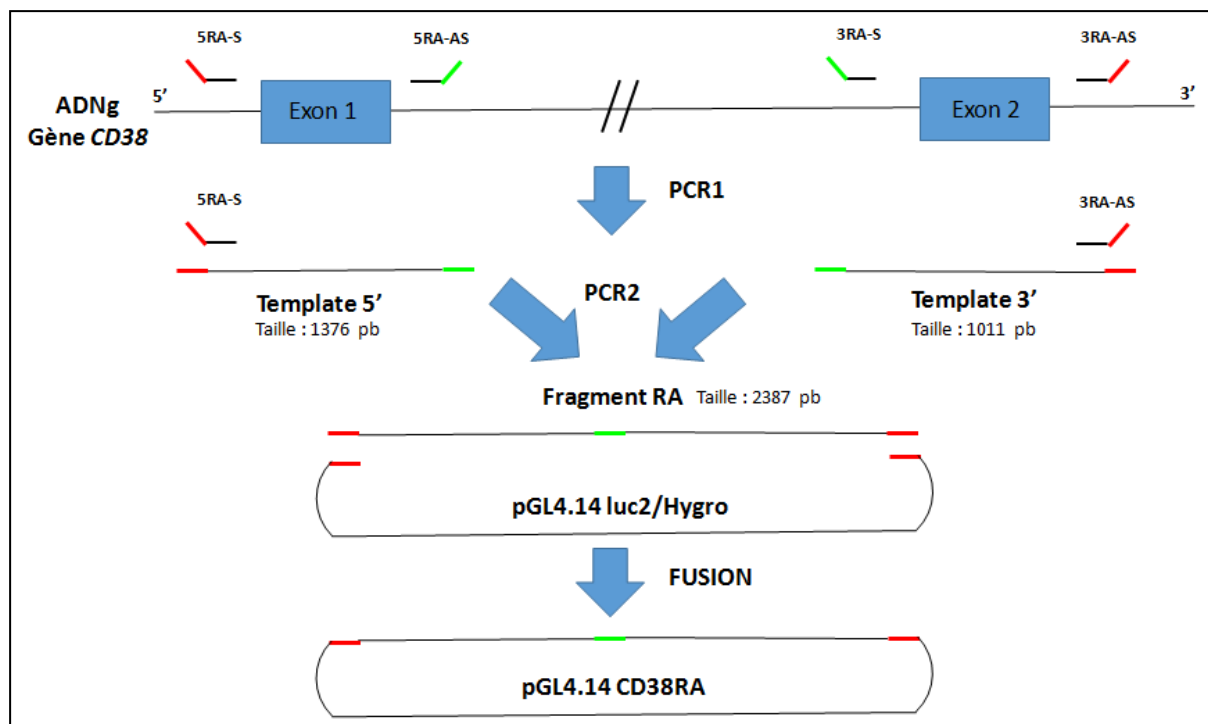 5RA-S 5RA-AS 3RA-S 3RA-AS
ADNg
Gène CD38
5’ Exon 1 Exon 2 3’
PCR1
5RA-S 3RA-AS
PCR2
Template 5’
Taille : 1376 pb
Template 3’
Taille : 1011 pb
Fragment RA Taille : 2387 pb
pGL4.14 luc2/Hygro
FUSION
pGL4.14 CD38RA